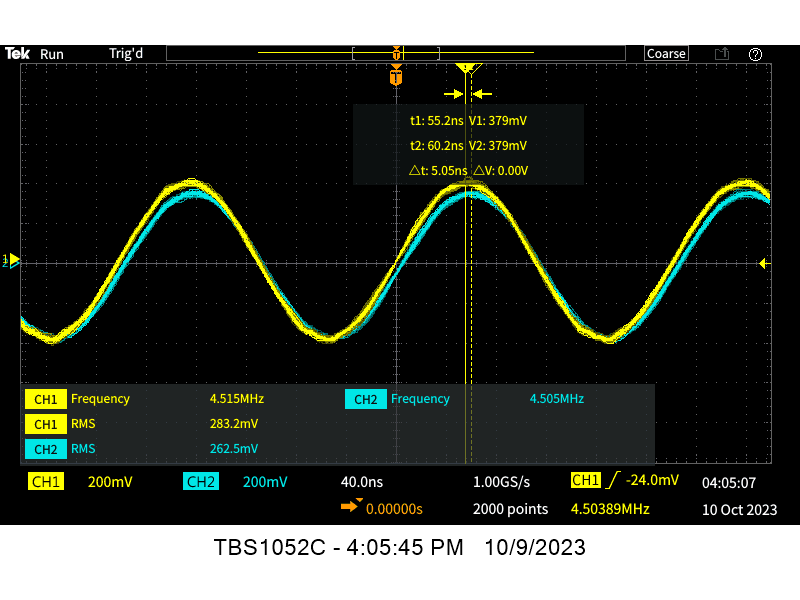 Tek Run Trig'd Coarse
T
T
t1: 55.2ns V1: 379mV
t2: 60.2ns V2: 379mV
△t: 5.05ns △V: 0.00V
1
2
CH1 Frequency 4.515MHz CH2 Frequency 4.505MHz
CH1 RMS 283.2mV
CH2 RMS 262.5mV
CH1 200mV CH2 200mV 40.0ns 1.00GS/s CH1 -24.0mV 04:05:07
0.00000s 2000 points 4.50389MHz 10 Oct 2023
TBS1052C - 4:05:45 PM 10/9/2023